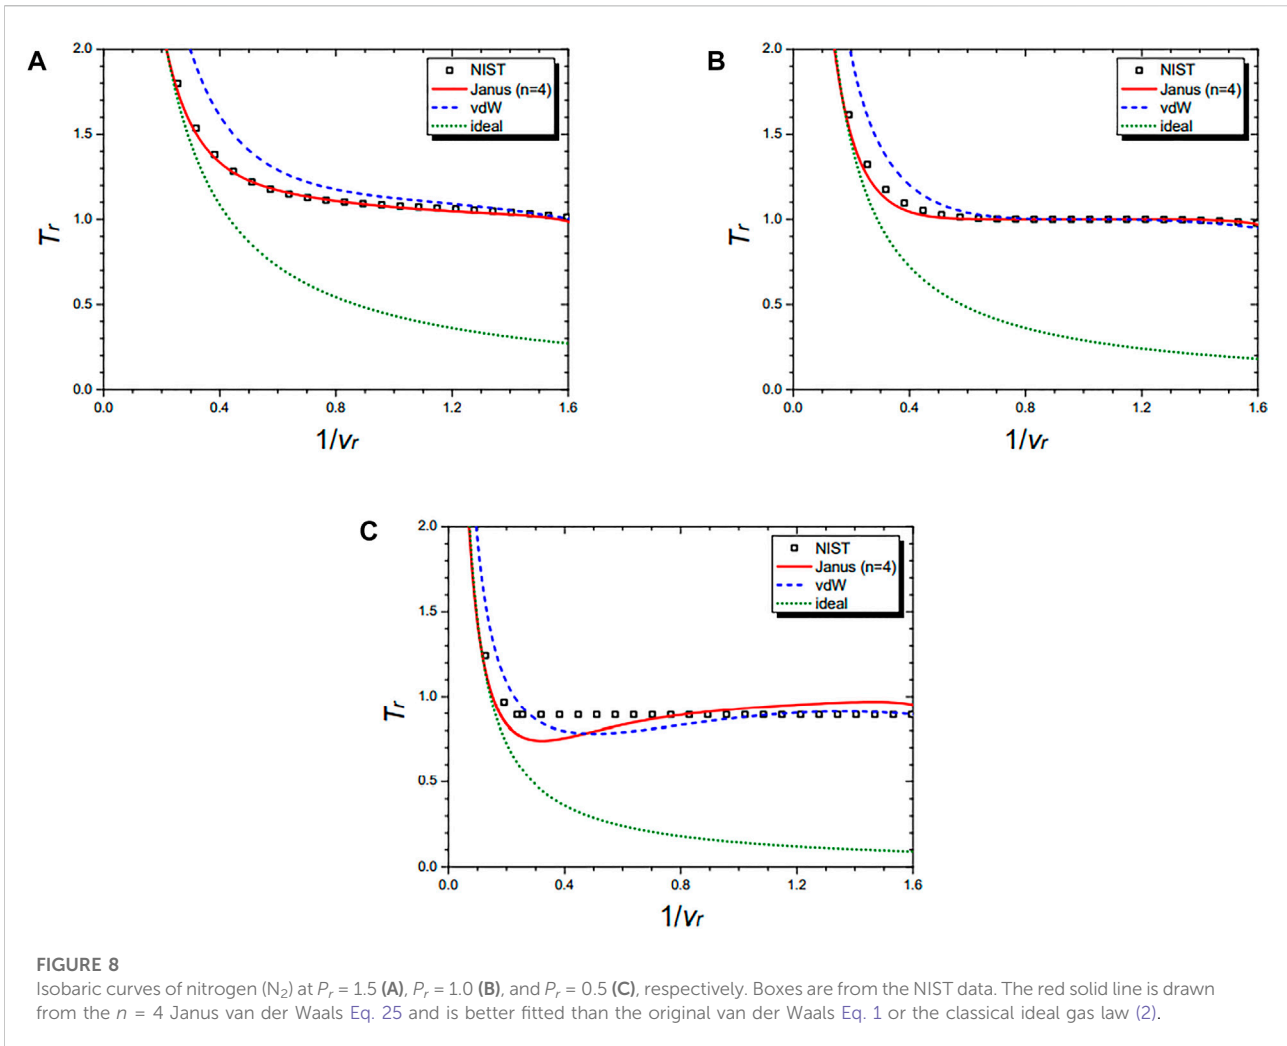 A
2.0
1.5
1.0
0.5
0.0
Tr
0.0 0.4 0.8 1.2 1.6
1/vr
NIST
Janus (n=4)
vdW
ideal
B
2.0
1.5
1.0
0.5
0.0
Tr
0.0 0.4 0.8 1.2 1.6
1/vr
NIST
Janus (n=4)
vdW
ideal
C
2.0
1.5
1.0
0.5
0.0
Tr
0.0 0.4 0.8 1.2 1.6
1/vr
NIST
Janus (n=4)
vdW
ideal
FIGURE 8
Isobaric curves of nitrogen (N₂) at Pr = 1.5 (A), Pr = 1.0 (B), and Pr = 0.5 (C), respectively. Boxes are from the NIST data. The red solid line is drawn
from the n = 4 Janus van der Waals Eq. 25 and is better fitted than the original van der Waals Eq. 1 or the classical ideal gas law (2).